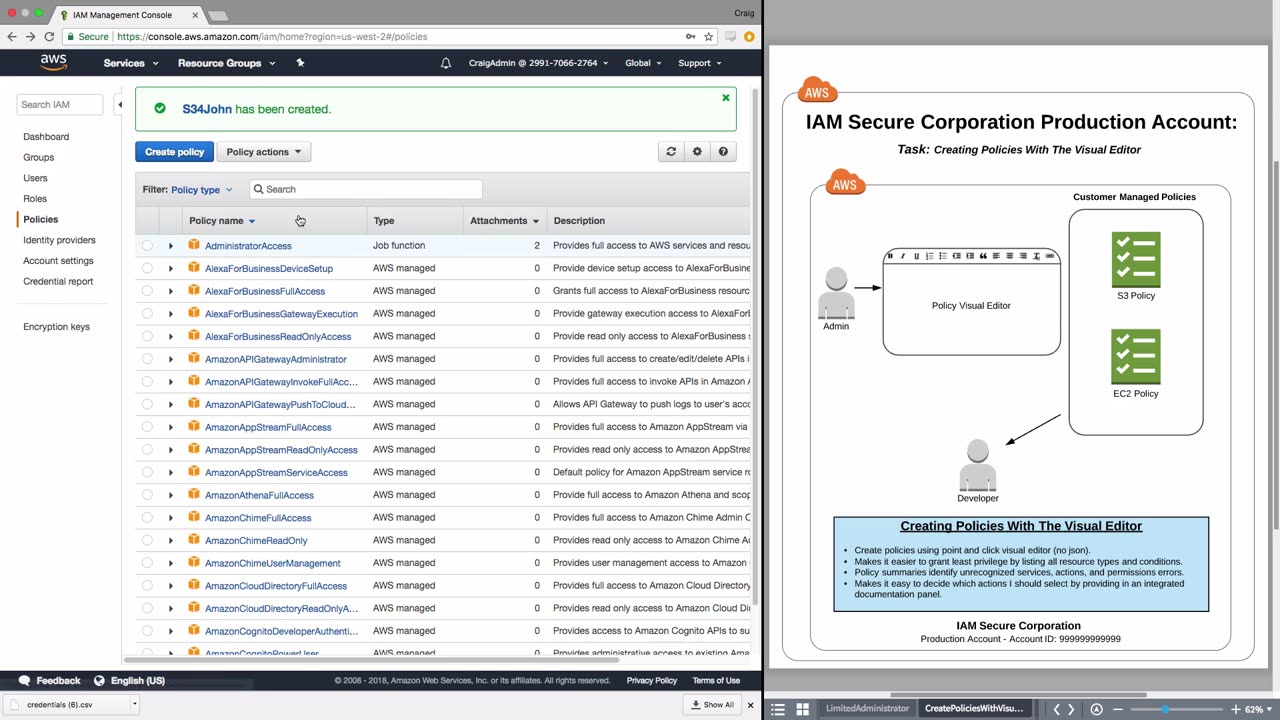 IAM Management Console
Craig
Secure
https://console.aws.amazon.com/iam/home?region=us-west-2#/policies
aws
Services
Resource Groups
CraigAdmin @ 2991-7066-2764
Global
Support
Search IAM
Dashboard
Groups
Users
Roles
Policies
Identity providers
Account settings
Credential report
Encryption keys
S34John has been created.
Create policy
Policy actions
Filter: Policy type
Search
Policy name Type Attachments Description
AdministratorAccess Job function 2 Provides full access to AWS services and resou
AlexaForBusinessDeviceSetup AWS managed 0 Provide device setup access to AlexaForBusine
AlexaForBusinessFullAccess AWS managed 0 Grants full access to AlexaForBusiness resourc
AlexaForBusinessGatewayExecution AWS managed 0 Provide gateway execution access to AlexaForB
AlexaForBusinessReadOnlyAccess AWS managed 0 Provide read only access to AlexaForBusiness s
AmazonAPIGatewayAdministrator AWS managed 0 Provides full access to create/edit/delete APIs i
AmazonAPIGatewayInvokeFullAcc... AWS managed 0 Provides full access to invoke APIs in Amazon A
AmazonAPIGatewayPushToCloud... AWS managed 0 Allows API Gateway to push logs to user's acco
AmazonAppStreamFullAccess AWS managed 0 Provides full access to Amazon AppStream via
AmazonAppStreamReadOnlyAccess AWS managed 0 Provides read only access to Amazon AppStrea
AmazonAppStreamServiceAccess AWS managed 0 Default policy for Amazon AppStream service ro
AmazonAthenaFullAccess AWS managed 0 Provide full access to Amazon Athena and scop
AmazonChimeFullAccess AWS managed 0 Provides full access to Amazon Chime Admin C
AmazonChimeReadOnly AWS managed 0 Provides read only access to Amazon Chime Ac
AmazonChimeUserManagement AWS managed 0 Provides user management access to Amazon
AmazonCloudDirectoryFullAccess AWS managed 0 Provides full access to Amazon Cloud Directory
AmazonCloudDirectoryReadOnlyA... AWS managed 0 Provides read only access to Amazon Cloud Di
AmazonCognitoDeveloperAuthenti... AWS managed 0 Provides access to Amazon Cognito APIs to su
AmazonCognitoPowerUser AWS managed 0 Provides administrative access to existing Ama
Feedback
English (US)
© 2008 - 2018, Amazon Web Services, Inc. or its affiliates. All rights reserved.
Privacy Policy
Terms of Use
credentials (6).csv
Show All
AWS
IAM Secure Corporation Production Account:
Task: Creating Policies With The Visual Editor
AWS
Customer Managed Policies
Policy Visual Editor
Admin
S3 Policy
EC2 Policy
Developer
Creating Policies With The Visual Editor
• Create policies using point and click visual editor (no json).
• Makes it easier to grant least privilege by listing all resource types and conditions.
• Policy summaries identify unrecognized services, actions, and permissions errors.
• Makes it easy to decide which actions I should select by providing in an integrated
documentation panel.
IAM Secure Corporation
Production Account - Account ID: 999999999999
LimitedAdministrator
CreatePoliciesWithVisu...
62%